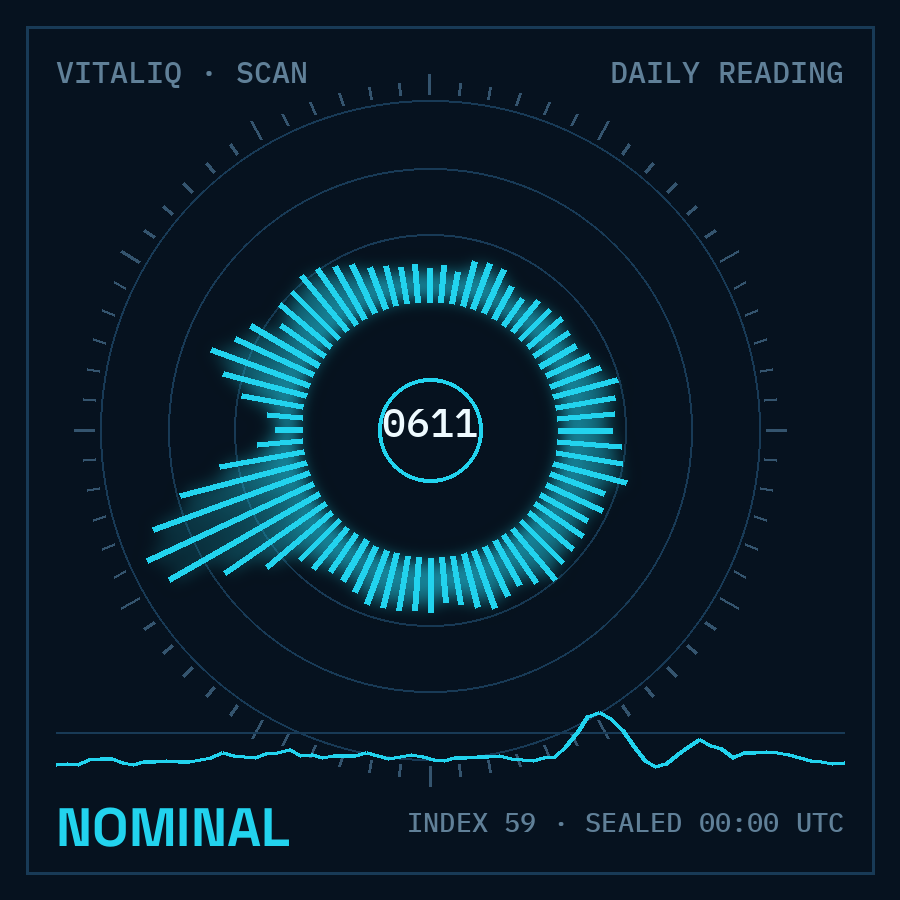 VITALIQ · SCAN
DAILY READING
0611
NOMINAL
INDEX 59 · SEALED 00:00 UTC